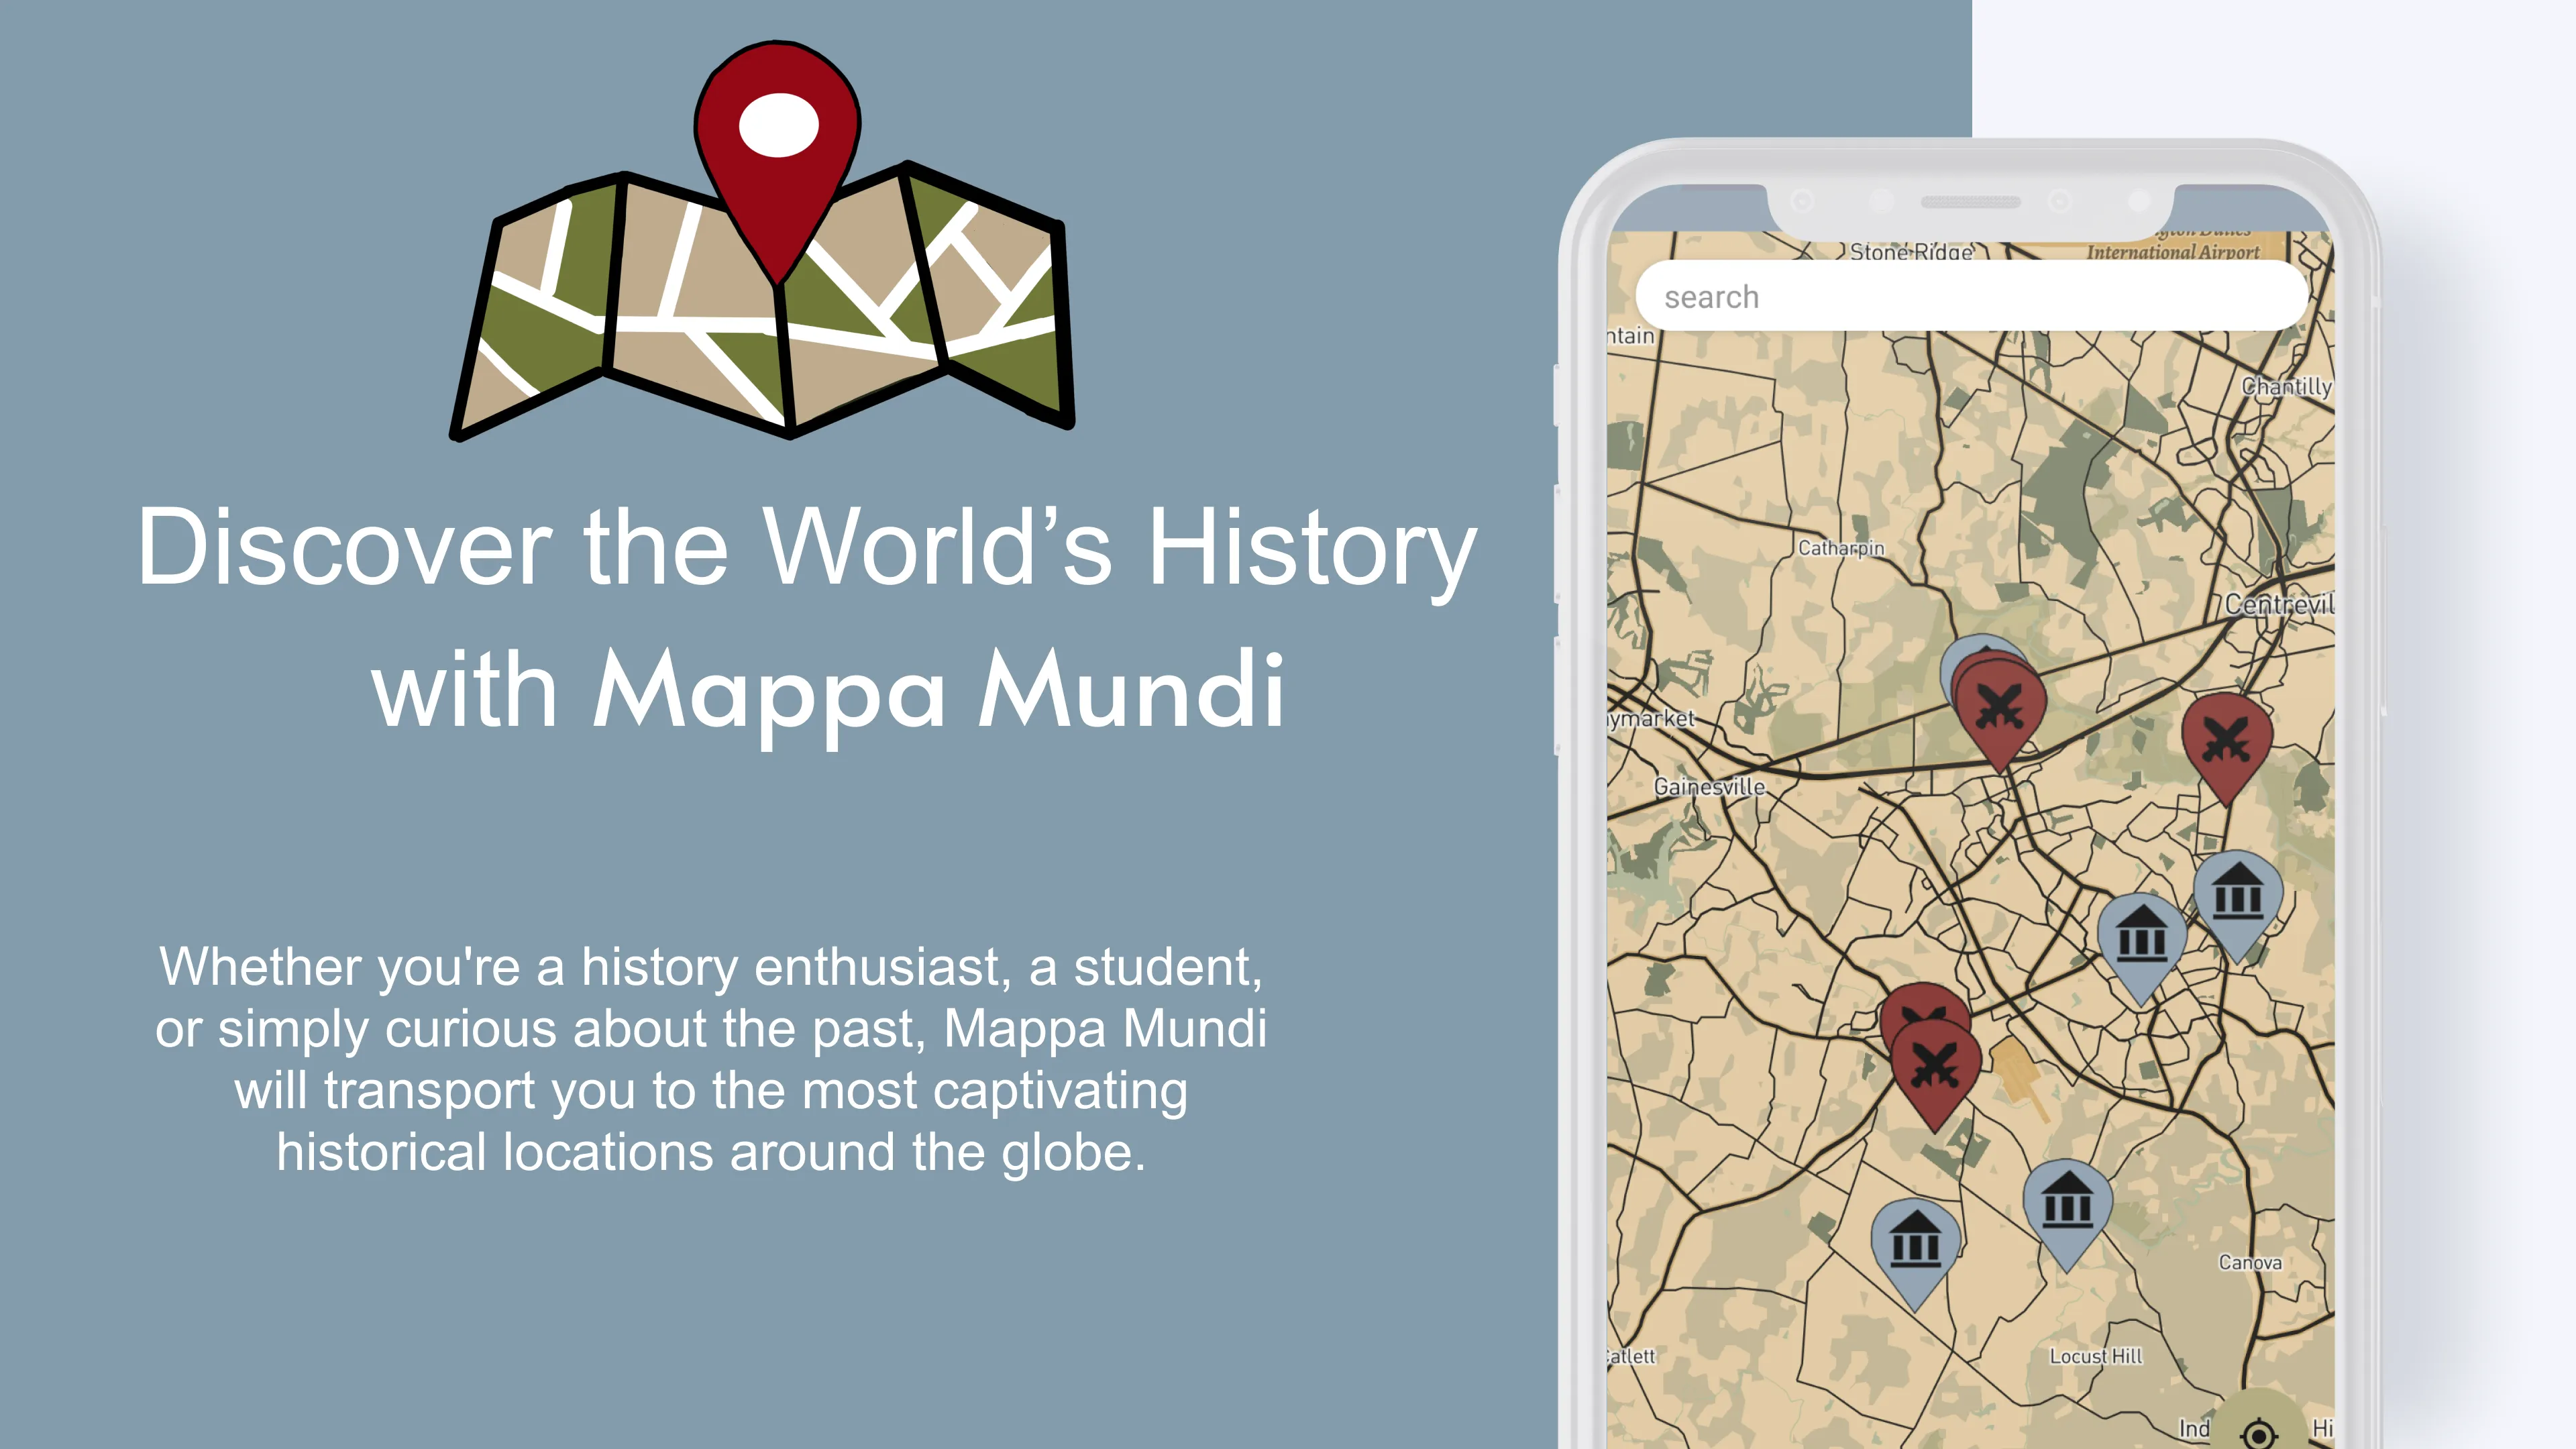 Discover the World’s History
with Mappa Mundi
Whether you're a history enthusiast, a student,
or simply curious about the past, Mappa Mundi
will transport you to the most captivating
historical locations around the globe.
Stone Ridge
International Airport
search
ntain
Chantilly
Catharpin
Centrevil
ymarket
Gainesville
Canova
atlett
Locust Hill
Ind
Hi